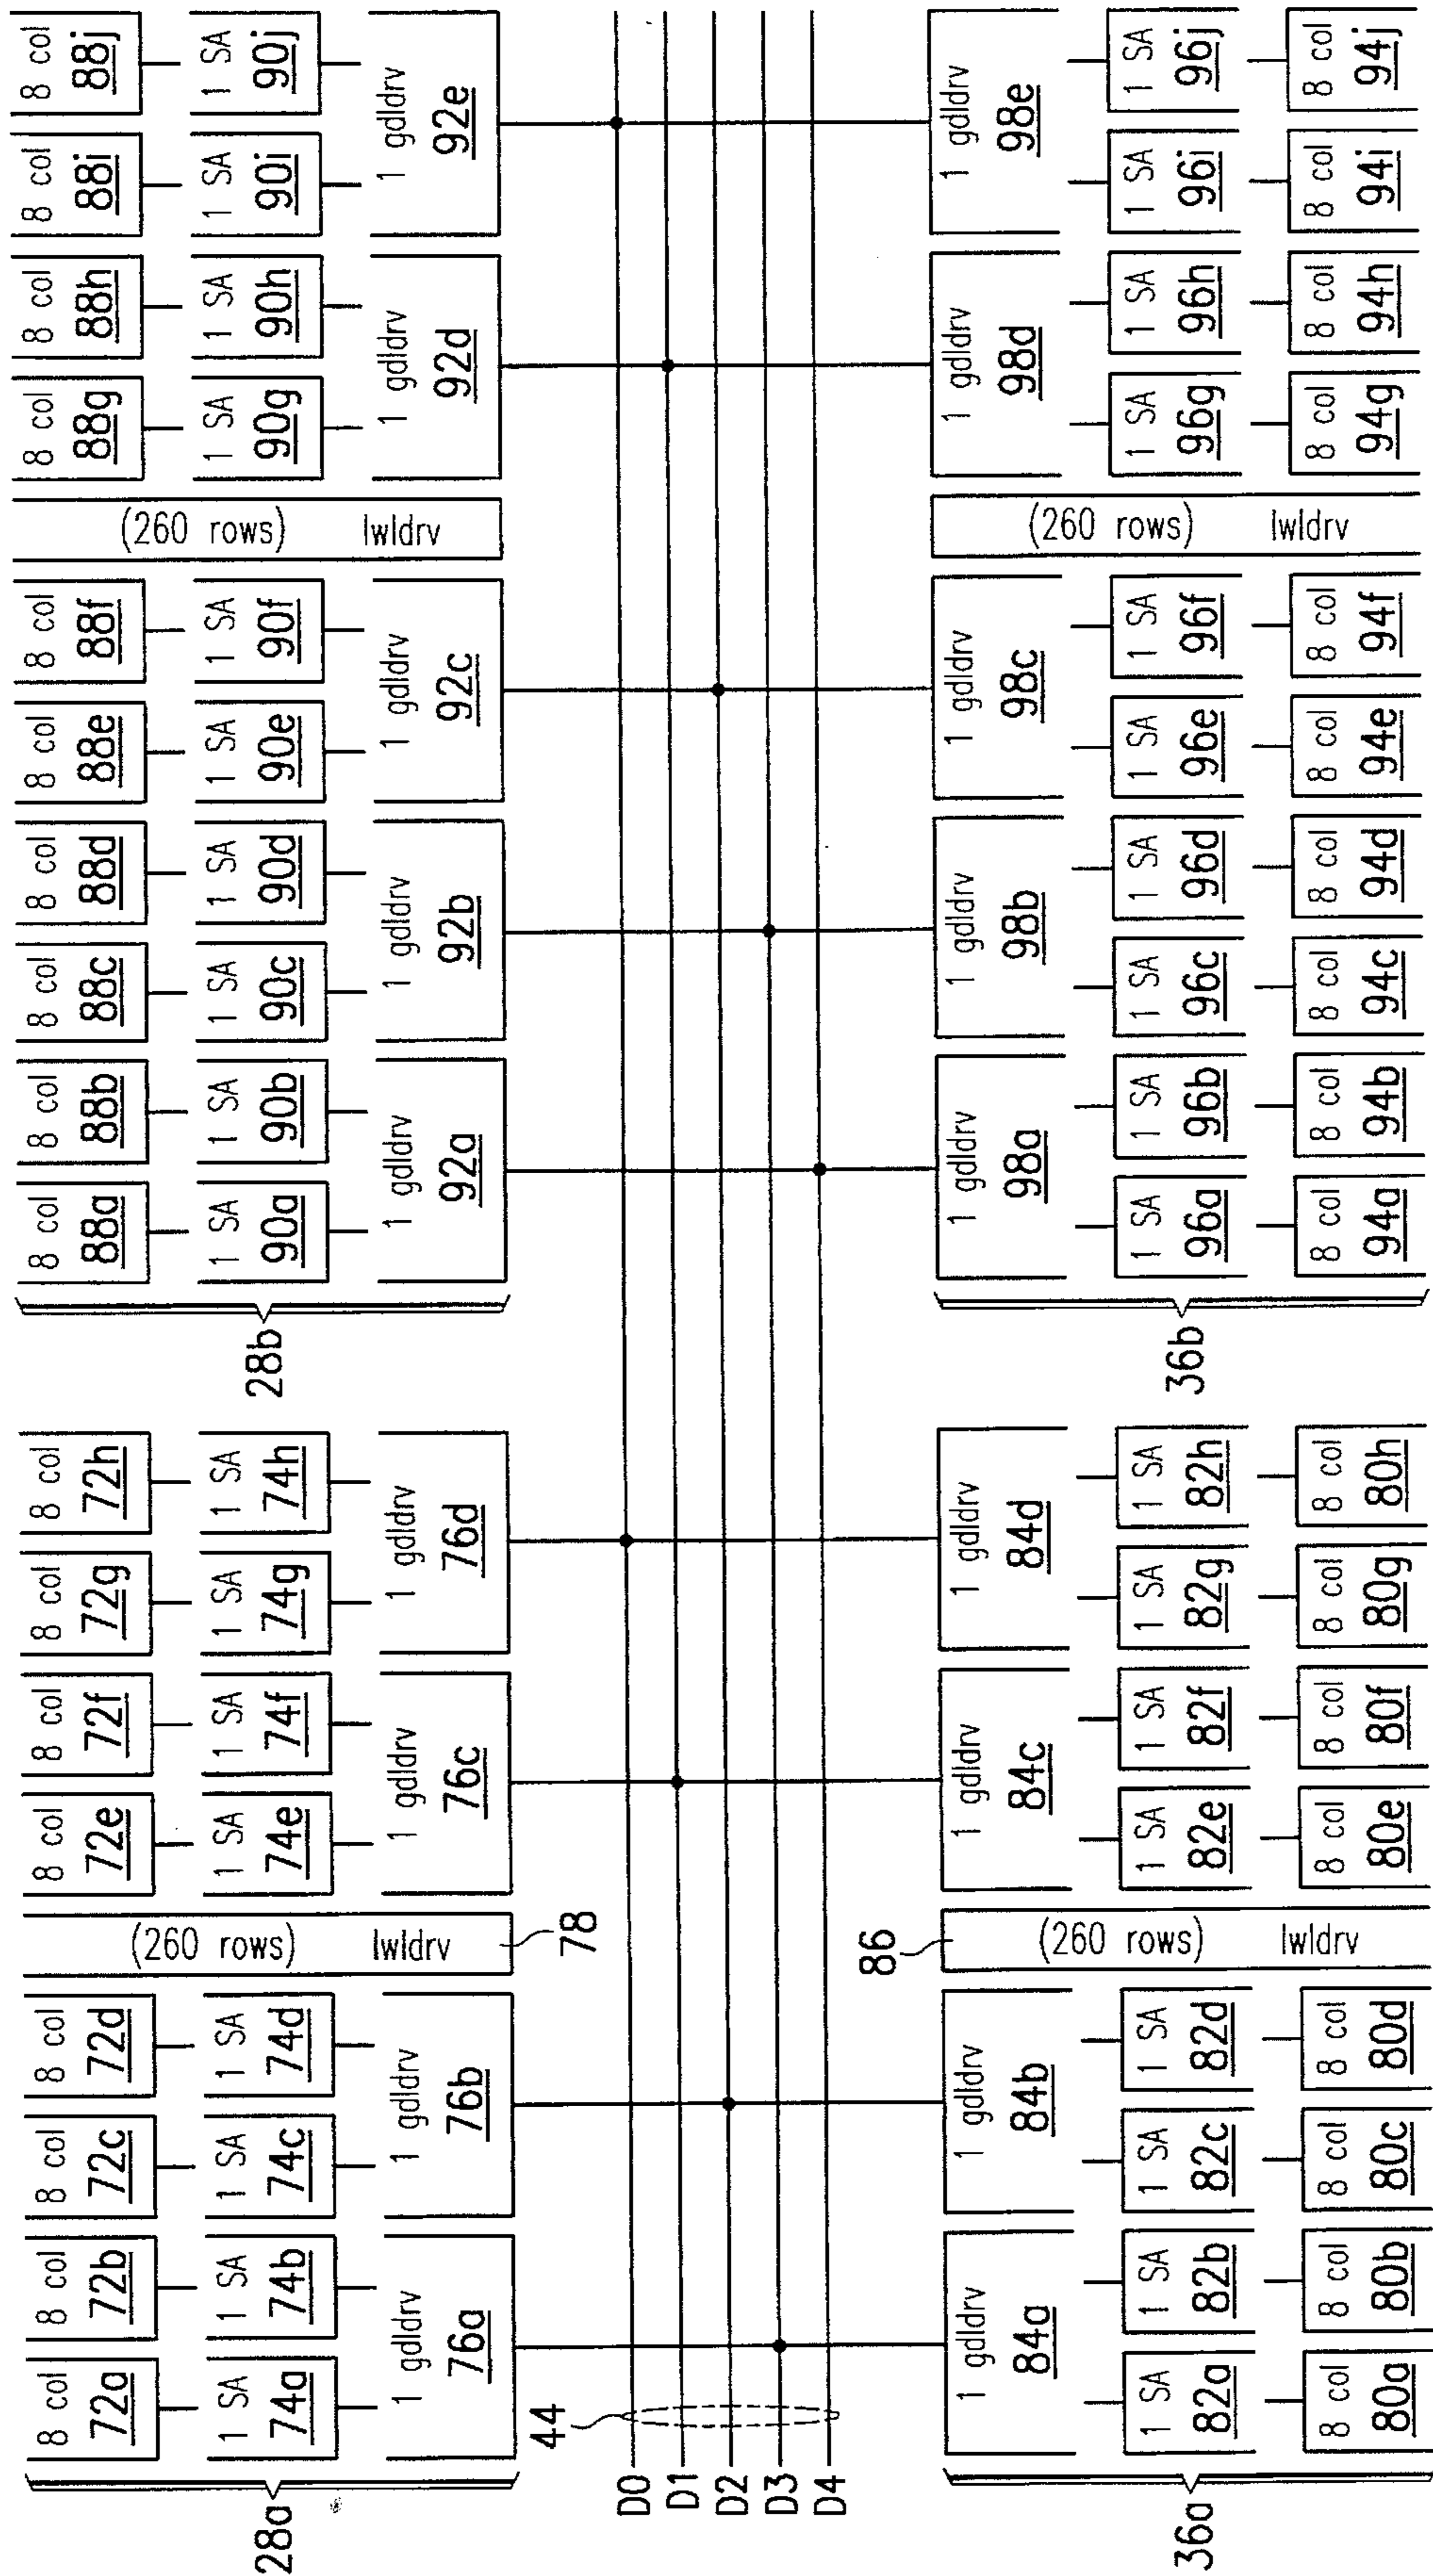 8 col 8 col 8 col 8 col 8 col 8 col 8 col 8 col 8 col 8 col 8 col 8 col 8 col 8 col 8 col 8 col 8 col 8 col
72a 72b 72c 72d 72e 72f 72g 72h 88a 88b 88c 88d 88e 88f 88g 88h 88i 88j
(260 rows) (260 rows)
28a 28b
1 SA 1 SA 1 SA 1 SA 1 SA 1 SA 1 SA 1 SA 1 SA 1 SA 1 SA 1 SA 1 SA 1 SA 1 SA 1 SA 1 SA 1 SA
74a 74b 74c 74d 74e 74f 74g 74h 90a 90b 90c 90d 90e 90f 90g 90h 90i 90j
lwldrv lwldrv
1 gdldrv 1 gdldrv 1 gdldrv 1 gdldrv 1 gdldrv 1 gdldrv 1 gdldrv 1 gdldrv 1 gdldrv
76a 76b 76c 76d 92a 92b 92c 92d 92e
44 78
D0
D1
D2
D3
D4
86
1 gdldrv 1 gdldrv 1 gdldrv 1 gdldrv 1 gdldrv 1 gdldrv 1 gdldrv 1 gdldrv 1 gdldrv
84a 84b 84c 84d 98a 98b 98c 98d 98e
(260 rows) (260 rows)
1 SA 1 SA 1 SA 1 SA 1 SA 1 SA 1 SA 1 SA 1 SA 1 SA 1 SA 1 SA 1 SA 1 SA 1 SA 1 SA 1 SA 1 SA
82a 82b 82c 82d 82e 82f 82g 82h 96a 96b 96c 96d 96e 96f 96g 96h 96i 96j
36a 36b
lwldrv lwldrv
8 col 8 col 8 col 8 col 8 col 8 col 8 col 8 col 8 col 8 col 8 col 8 col 8 col 8 col 8 col 8 col 8 col 8 col
80a 80b 80c 80d 80e 80f 80g 80h 94a 94b 94c 94d 94e 94f 94g 94h 94i 94j